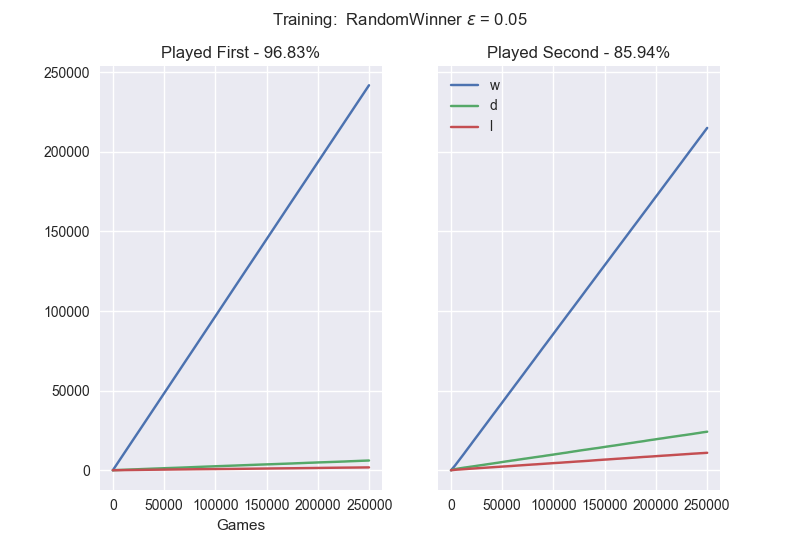 Training:  RandomWinner ε = 0.05
Played First - 96.83%
250000
200000
150000
100000
50000
0
0 50000 100000 150000 200000 250000
Games
Played Second - 85.94%
w
d
l
0 50000 100000 150000 200000 250000